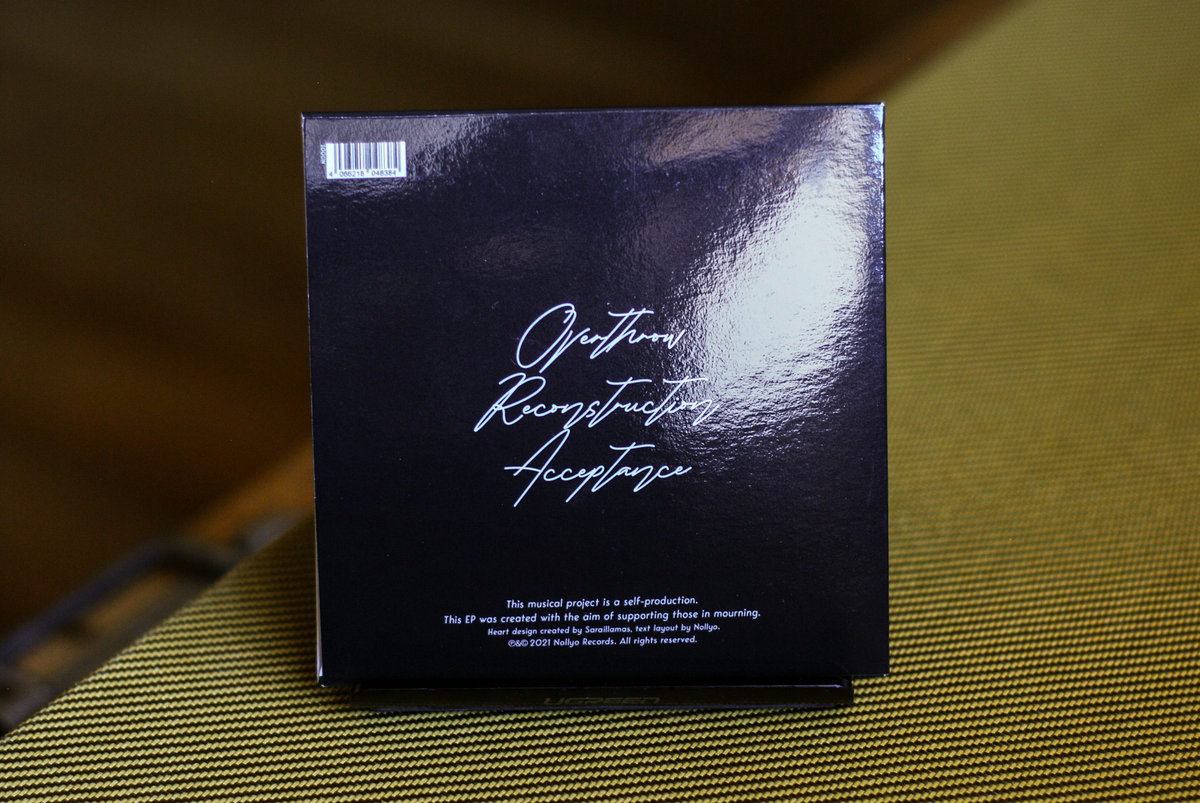 4 066218 048384
Overthrow
Reconstruction
Acceptance
This musical project is a self-production.
This EP was created with the aim of supporting those in mourning.
Heart design created by Saraillamas, text layout by Nollyo.
℗&© 2021 Nollyo Records. All rights reserved.
UGREEN